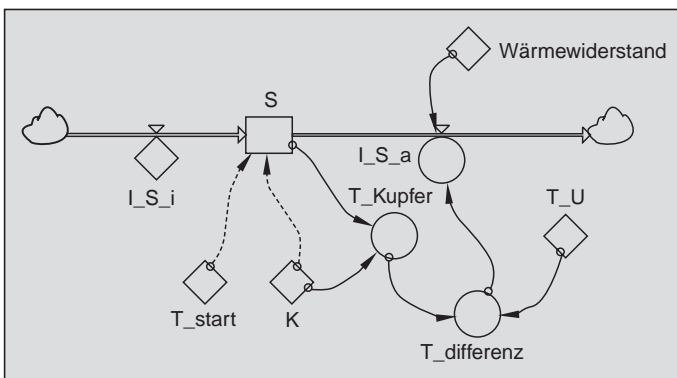 Wärmewiderstand
S
I_S_a
I_S_i
T_Kupfer
T_U
T_start
K
T_differenz